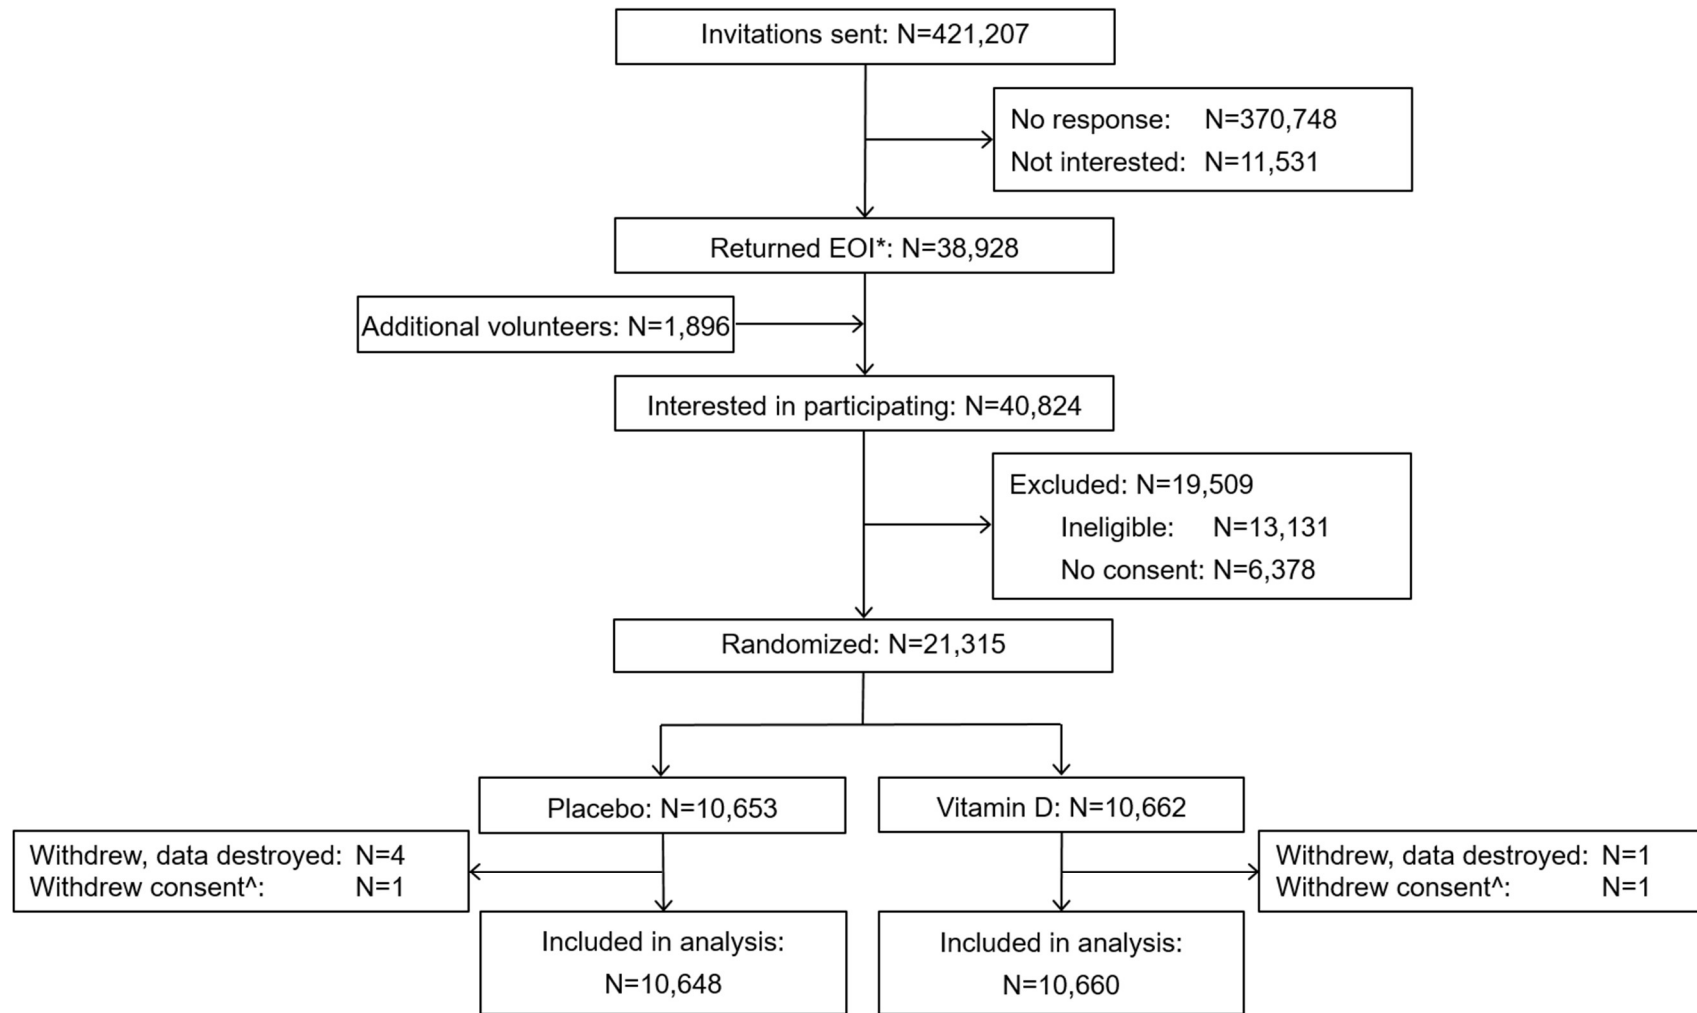 Invitations sent: N=421,207
No response: N=370,748
Not interested: N=11,531
Returned EOI*: N=38,928
Additional volunteers: N=1,896
Interested in participating: N=40,824
Excluded: N=19,509
Ineligible: N=13,131
No consent: N=6,378
Randomized: N=21,315
Placebo: N=10,653
Vitamin D: N=10,662
Withdrew, data destroyed: N=4
Withdrew consent^: N=1
Withdrew, data destroyed: N=1
Withdrew consent^: N=1
Included in analysis:
N=10,648
Included in analysis:
N=10,660